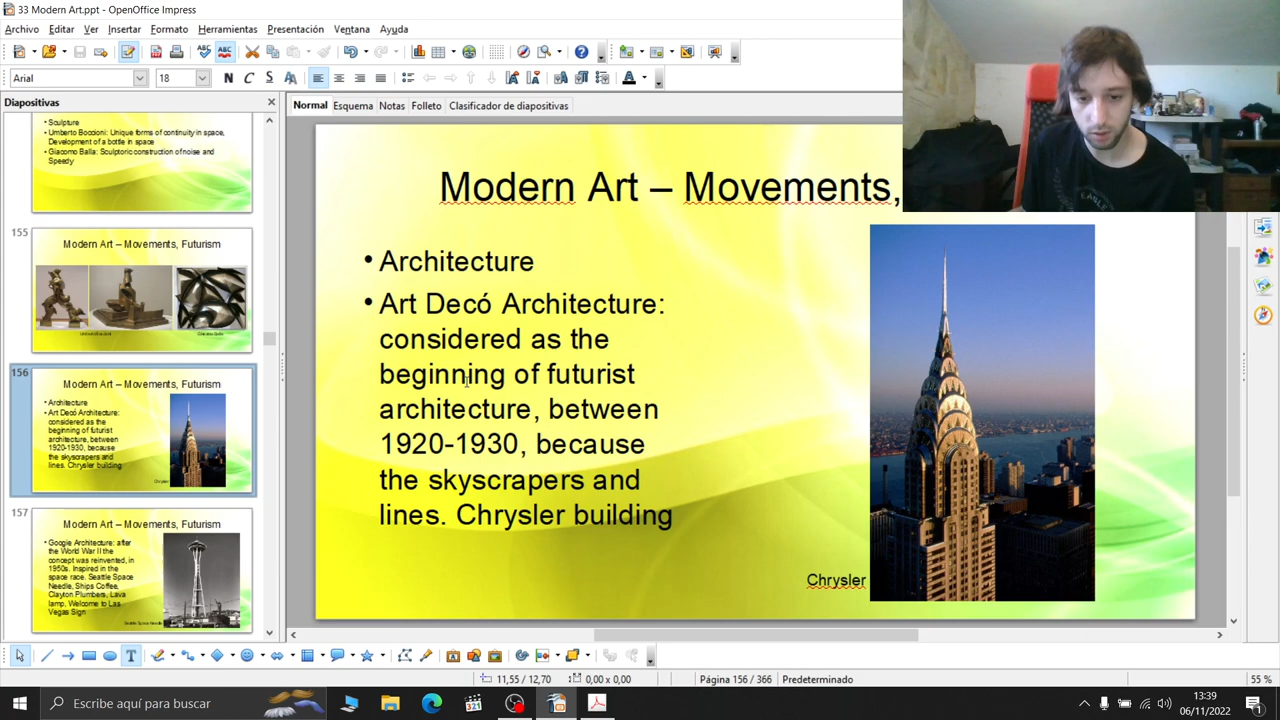 33 Modern Art.ppt - OpenOffice Impress
Archivo Editar Ver Insertar Formato Herramientas Presentación Ventana Ayuda
Arial 18
Diapositivas
Normal Esquema Notas Folleto Clasificador de diapositivas
Sculpture
Umberto Boccioni: Unique forms of continuity in space,
Development of a bottle in space
Giacomo Balla: Sculptoric construction of noise and
Speedy
155
Modern Art – Movements, Futurism
156
Modern Art – Movements, Futurism
Architecture
Art Decó Architecture:
considered as the
beginning of futurist
architecture, between
1920-1930, because
the skyscrapers and
lines. Chrysler building
Chrysler
157
Modern Art – Movements, Futurism
Googie Architecture: after
the World War II the
concept was reinvented, in
1950s. Inspired in the
space race. Seattle Space
Needle, Ships Coffee,
Clayton Plumbers, Lava
lamp, Welcome to Las
Vegas Sign
Seattle Space Needle
Modern Art – Movements,
• Architecture
• Art Decó Architecture:
considered as the
beginning of futurist
architecture, between
1920-1930, because
the skyscrapers and
lines. Chrysler building
Chrysler
11,55 / 12,70 0,00 x 0,00 Página 156 / 366 Predeterminado 55 %
Escribe aquí para buscar
13:39
06/11/2022